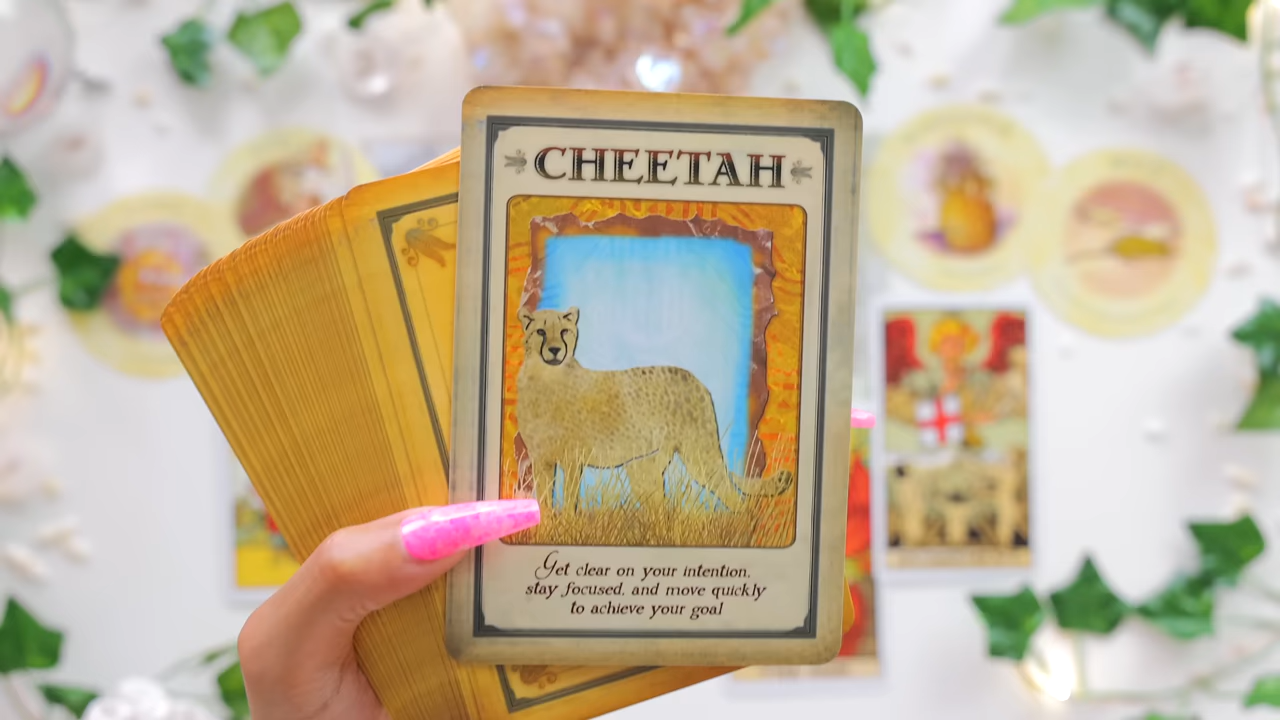 CHEETAH
Get clear on your intention,
stay focused, and move quickly
to achieve your goal